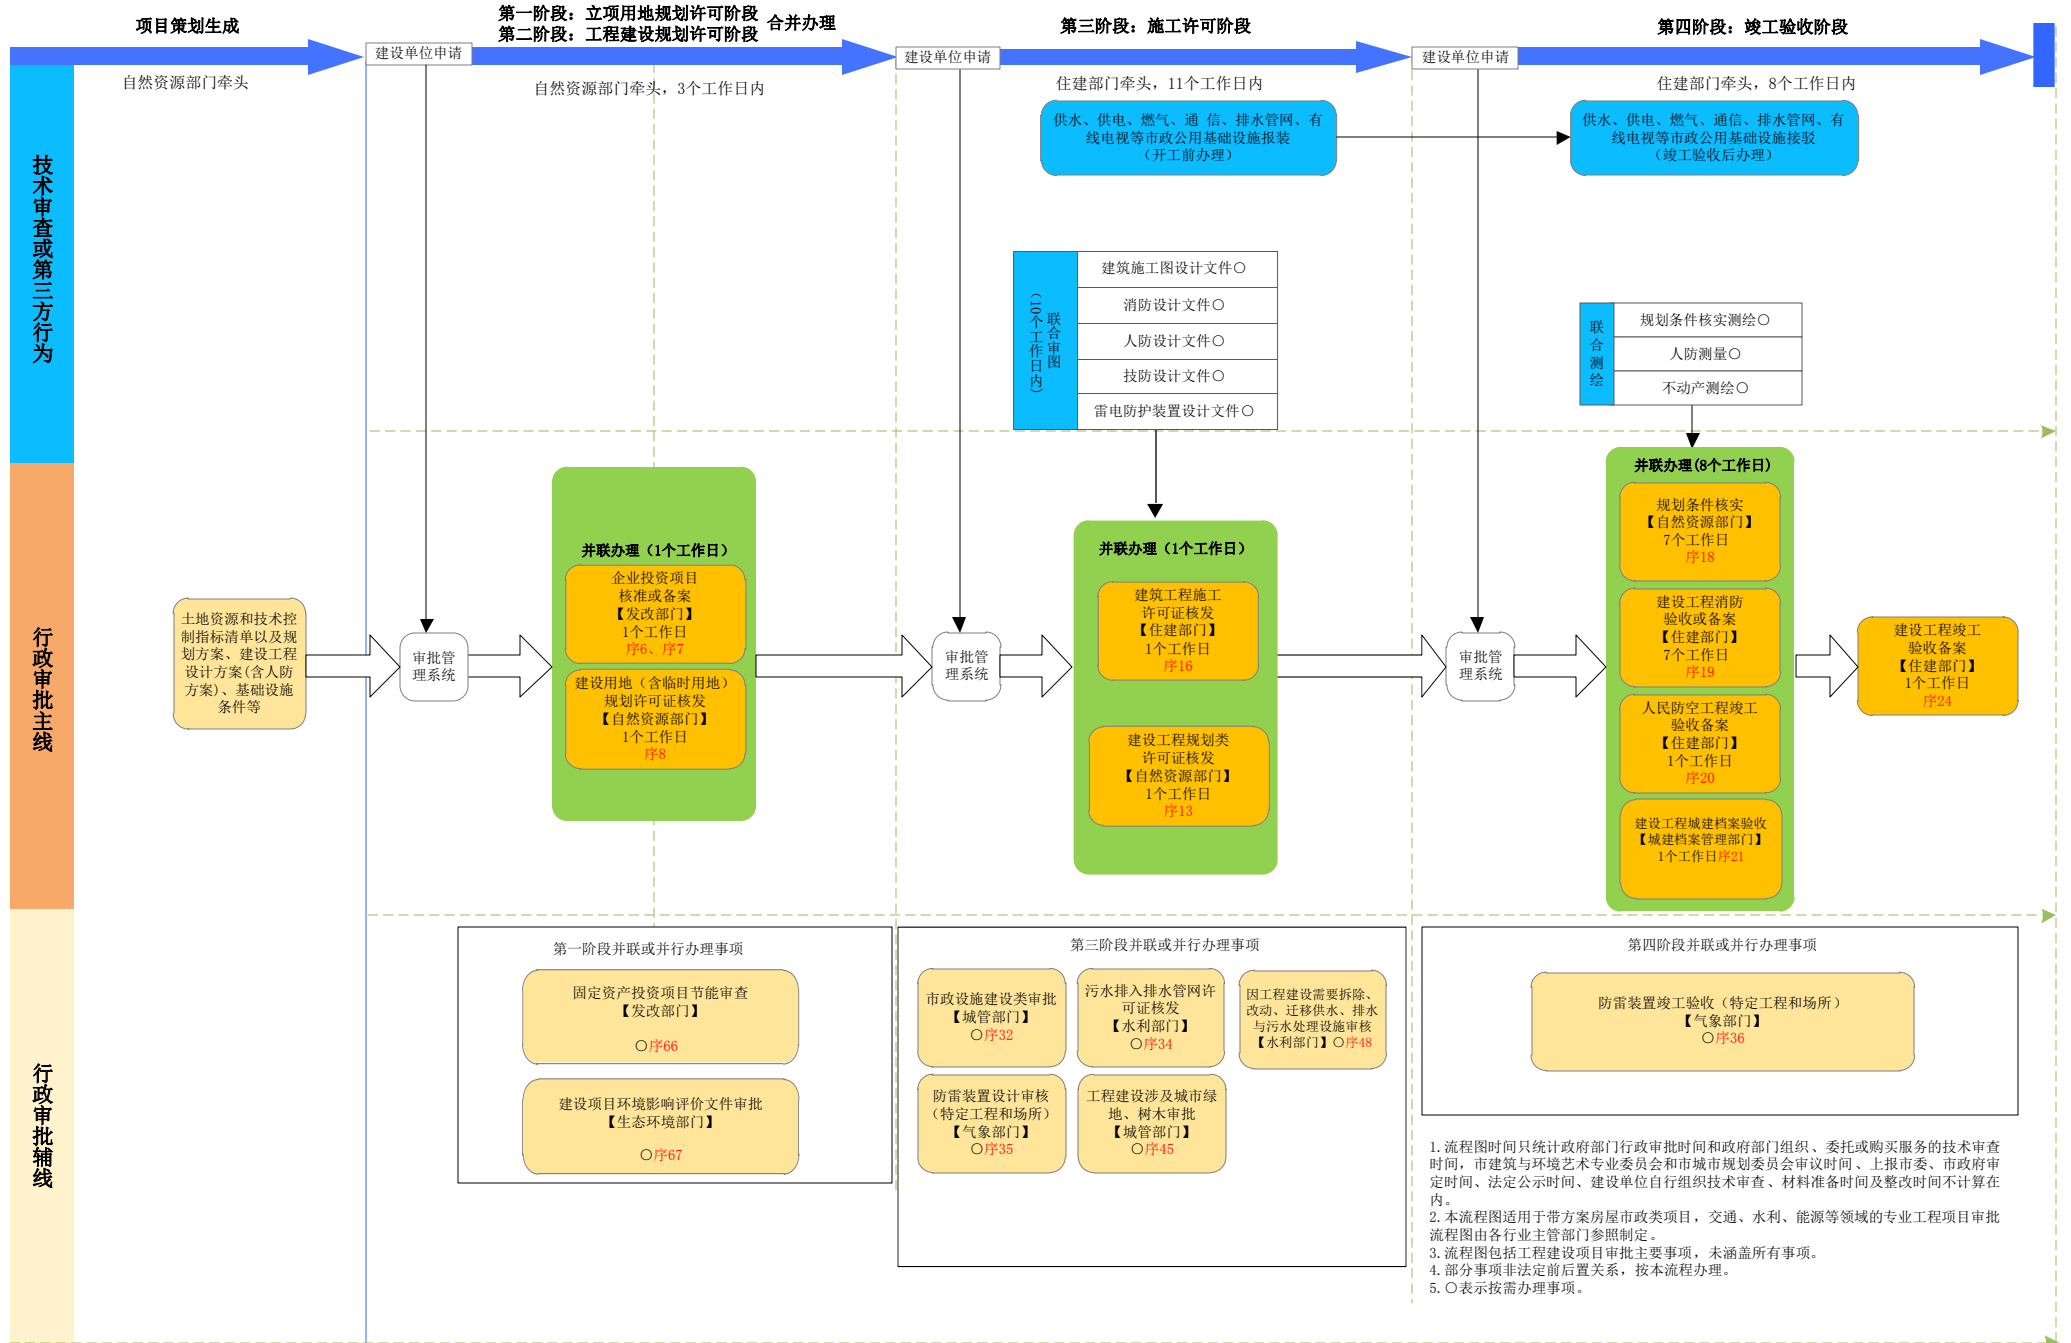 项目策划生成
第一阶段：立项用地规划许可阶段
第二阶段：工程建设规划许可阶段
合并办理
第三阶段：施工许可阶段
第四阶段：竣工验收阶段
建设单位申请
建设单位申请
建设单位申请
自然资源部门牵头
自然资源部门牵头，3个工作日内
住建部门牵头，11个工作日内
住建部门牵头，8个工作日内
技术审查或第三方行为
供水、供电、燃气、通 信、排水管网、有
线电视等市政公用基础设施报装
（开工前办理）
供水、供电、燃气、通信、排水管网、有
线电视等市政公用基础设施接驳
（竣工验收后办理）
联合审图
（10个工作日内）
建筑施工图设计文件〇
消防设计文件〇
人防设计文件〇
技防设计文件〇
雷电防护装置设计文件〇
联合测绘
规划条件核实测绘〇
人防测量〇
不动产测绘〇
行政审批主线
土地资源和技术控
制指标清单以及规
划方案、建设工程
设计方案(含人防
方案)、基础设施
条件等
审批管
理系统
并联办理（1个工作日）
企业投资项目
核准或备案
【发改部门】
1个工作日
序6、序7
建设用地（含临时用地）
规划许可证核发
【自然资源部门】
1个工作日
序8
审批管
理系统
并联办理（1个工作日）
建筑工程施工
许可证核发
【住建部门】
1个工作日
序16
建设工程规划类
许可证核发
【自然资源部门】
1个工作日
序13
审批管
理系统
并联办理(8个工作日)
规划条件核实
【自然资源部门】
7个工作日
序18
建设工程消防
验收或备案
【住建部门】
7个工作日
序19
人民防空工程竣工
验收备案
【住建部门】
1个工作日
序20
建设工程城建档案验收
【城建档案管理部门】
1个工作日序21
建设工程竣工
验收备案
【住建部门】
1个工作日
序24
行政审批辅线
第一阶段并联或并行办理事项
固定资产投资项目节能审查
【发改部门】
〇序66
建设项目环境影响评价文件审批
【生态环境部门】
〇序67
第三阶段并联或并行办理事项
市政设施建设类审批
【城管部门】
〇序32
污水排入排水管网许
可证核发
【水利部门】
〇序34
因工程建设需要拆除、
改动、迁移供水、排水
与污水处理设施审核
【水利部门】〇序48
防雷装置设计审核
（特定工程和场所）
【气象部门】
〇序35
工程建设涉及城市绿
地、树木审批
【城管部门】
〇序45
第四阶段并联或并行办理事项
防雷装置竣工验收（特定工程和场所）
【气象部门】
〇序36
1.流程图时间只统计政府部门行政审批时间和政府部门组织、委托或购买服务的技术审查
时间，市建筑与环境艺术专业委员会和市城市规划委员会审议时间、上报市委、市政府审
定时间、法定公示时间、建设单位自行组织技术审查、材料准备时间及整改时间不计算在
内。
2.本流程图适用于带方案房屋市政类项目，交通、水利、能源等领域的专业工程项目审批
流程图由各行业主管部门参照制定。
3.流程图包括工程建设项目审批主要事项，未涵盖所有事项。
4.部分事项非法定前后置关系，按本流程办理。
5.〇表示按需办理事项。